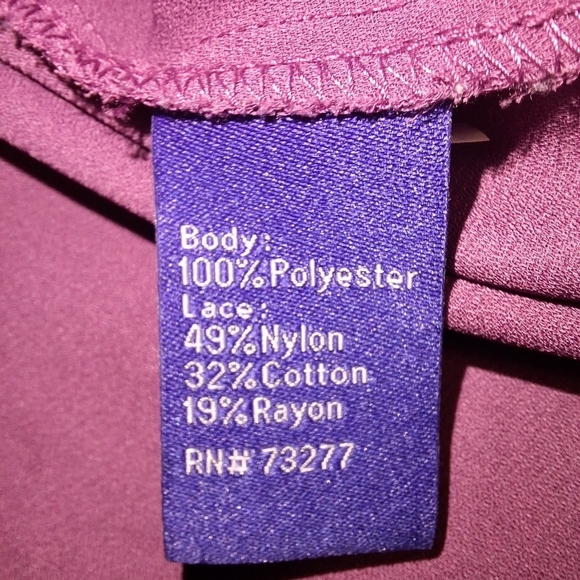 Body:
100%Polyester
Lace:
49%Nylon
32%Cotton
19%Rayon
RN# 73277